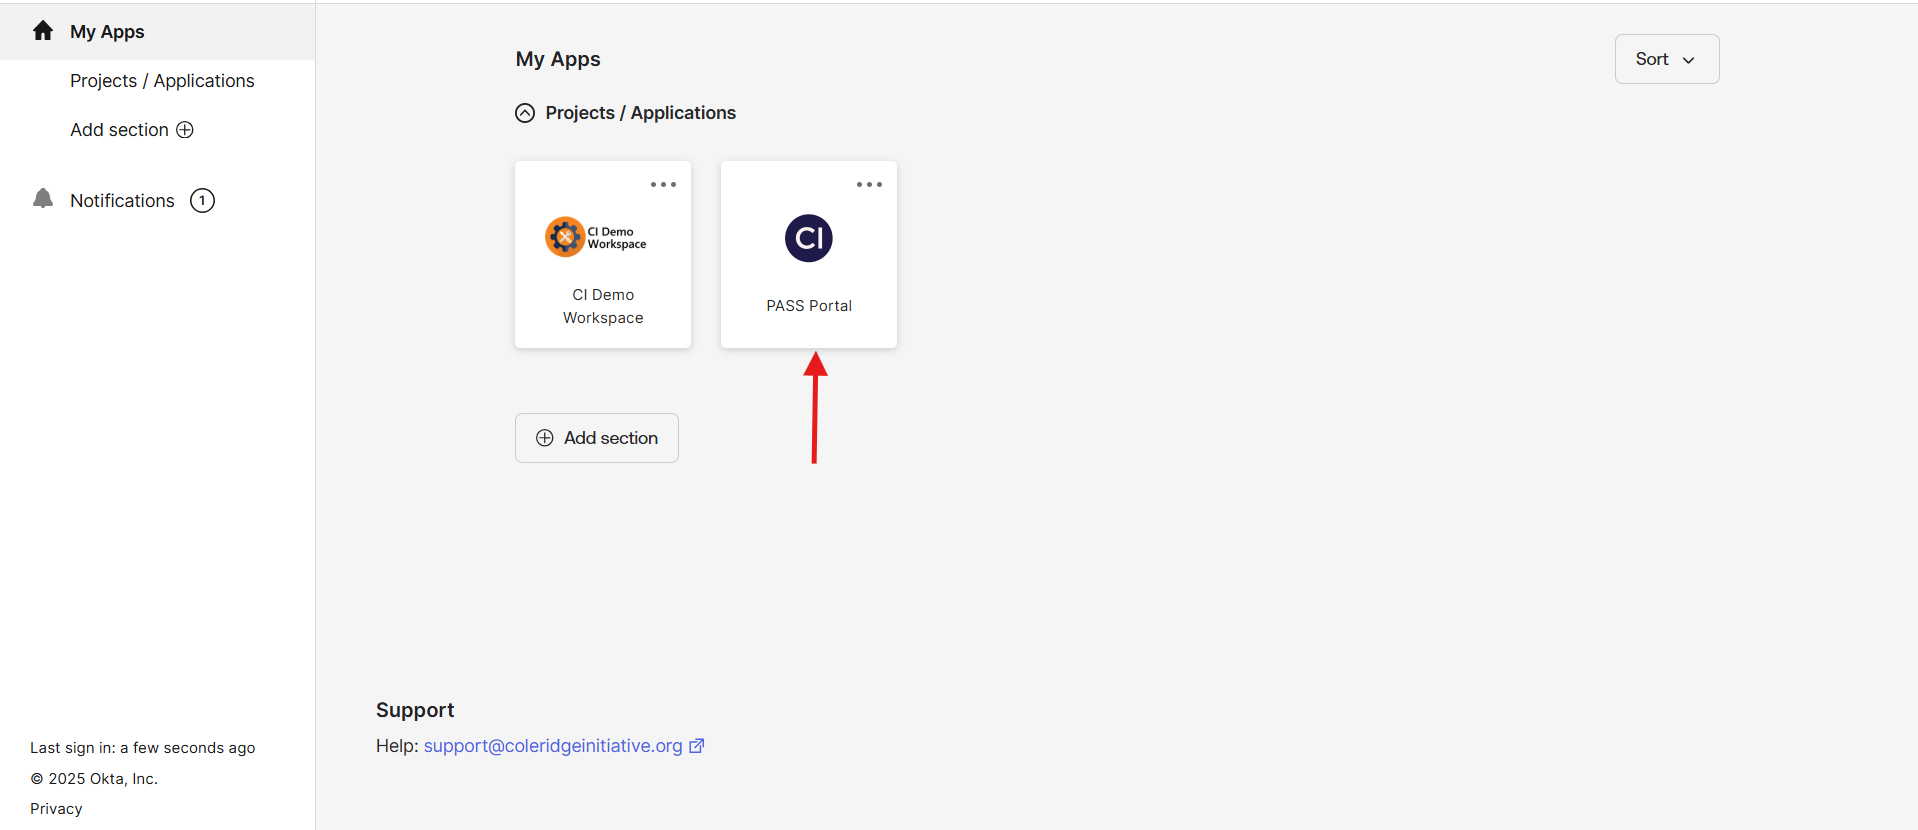 My Apps
Projects / Applications
Add section
Notifications 1
Last sign in: a few seconds ago
© 2025 Okta, Inc.
Privacy
My Apps
Sort
Projects / Applications
CI Demo
Workspace
CI Demo
Workspace
CI
PASS Portal
Add section
Support
Help: support@coleridgeinitiative.org